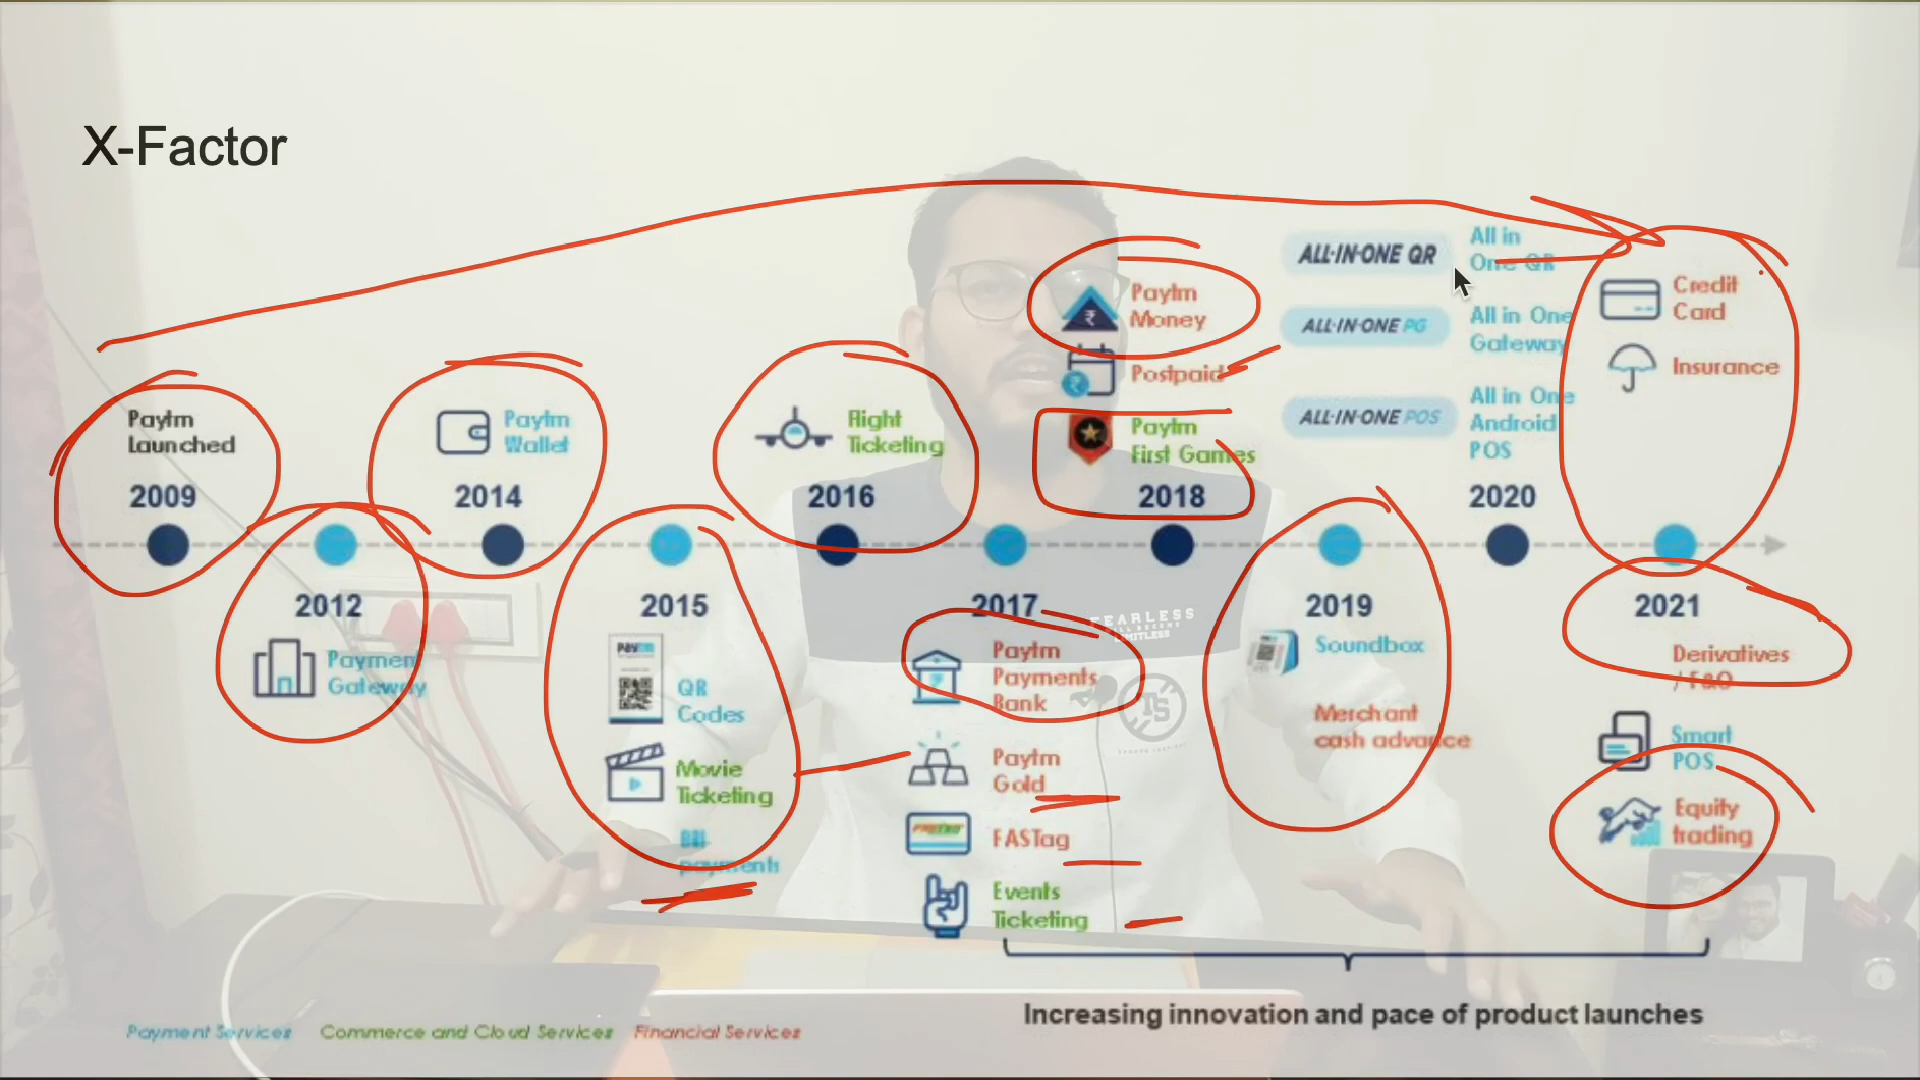 X-Factor
Paytm
Launched
2009
Paytm
Wallet
2014
Flight
Ticketing
2016
Paytm
Money
Postpaid
Paytm
First Games
2018
ALL-IN-ONE QR
All in
One QR
ALL-IN-ONE PG
All in One
Gateway
ALL-IN-ONE POS
All in One
Android
POS
2020
Credit
Card
Insurance
2012
Payment
Gateway
2015
Paytm
QR
Codes
Movie
Ticketing
Bill
payments
2017
Paytm
Payments
Bank
Paytm
Gold
FASTag
Events
Ticketing
FEARLESS
LIMITLESS
TS
2019
Soundbox
Merchant
cash advance
2021
Derivatives
/ F&O
Smart
POS
Equity
trading
Increasing innovation and pace of product launches
Payment Services
Commerce and Cloud Services
Financial Services